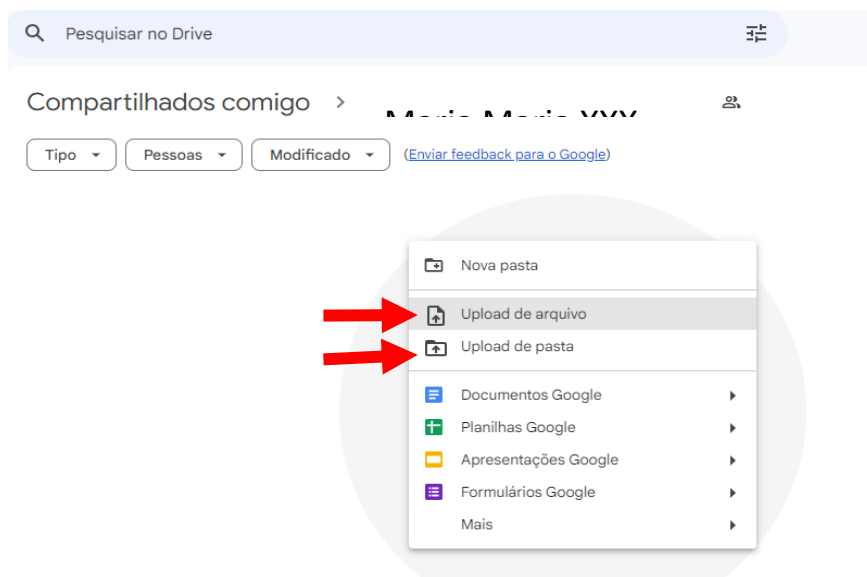 Pesquisar no Drive
Compartilhados comigo
Tipo Pessoas Modificado (Enviar feedback para o Google)
Nova pasta
Upload de arquivo
Upload de pasta
Documentos Google
Planilhas Google
Apresentações Google
Formulários Google
Mais